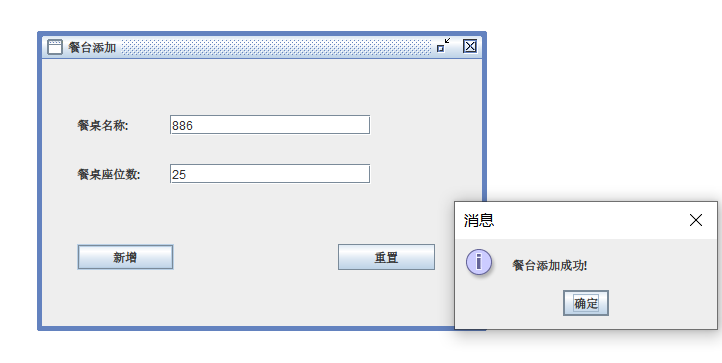 餐台添加
餐桌名称: 886
餐桌座位数: 25
新增 重置
消息
餐台添加成功!
确定